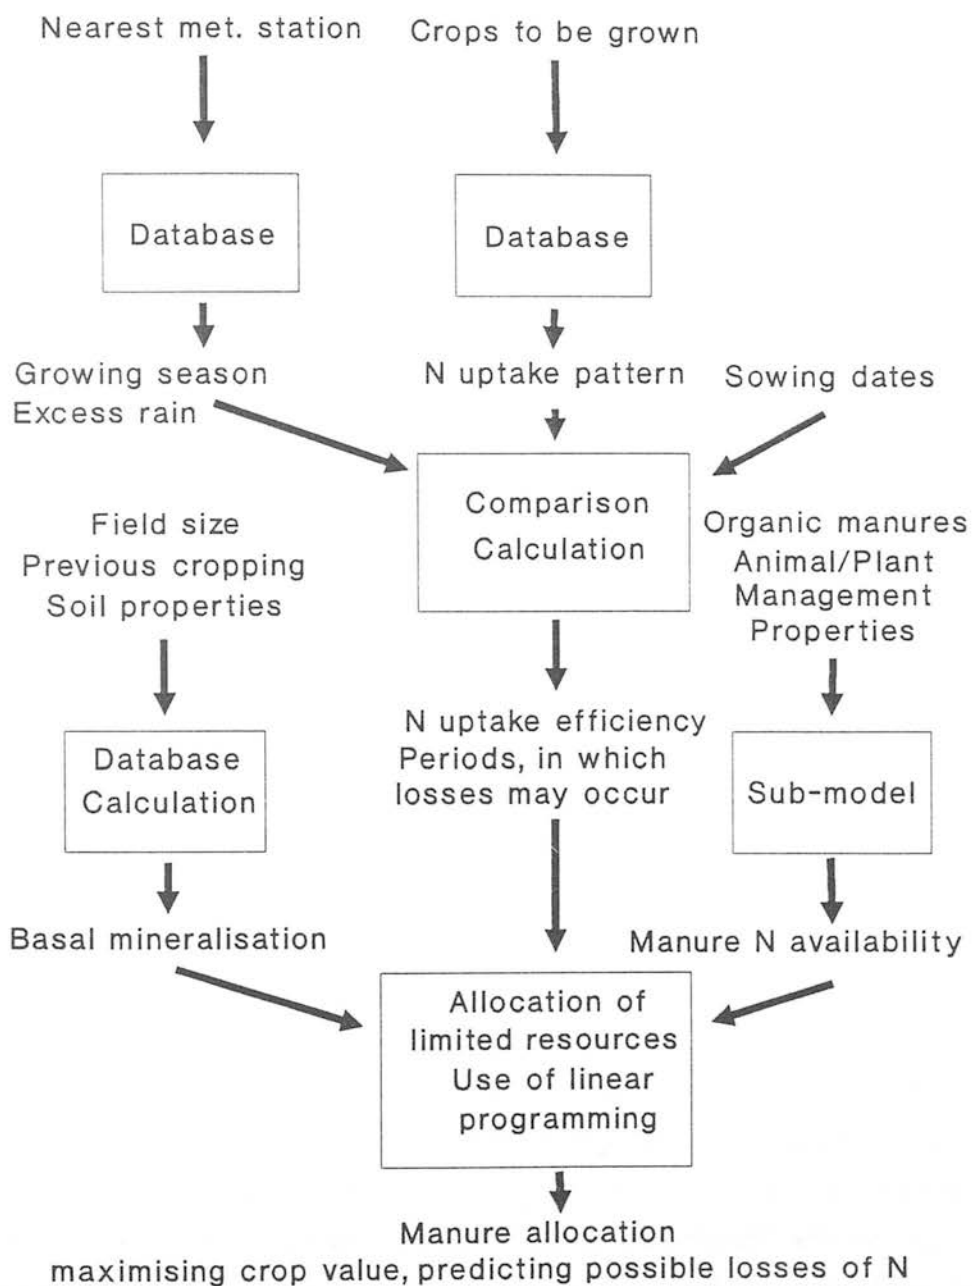 Nearest met. station
Crops to be grown
Database
Database
Growing season
Excess rain
N uptake pattern
Sowing dates
Comparison
Calculation
Field size
Previous cropping
Soil properties
Organic manures
Animal/Plant
Management
Properties
Database
Calculation
N uptake efficiency
Periods, in which
losses may occur
Sub-model
Basal mineralisation
Manure N availability
Allocation of
limited resources
Use of linear
programming
Manure allocation
maximising crop value, predicting possible losses of N